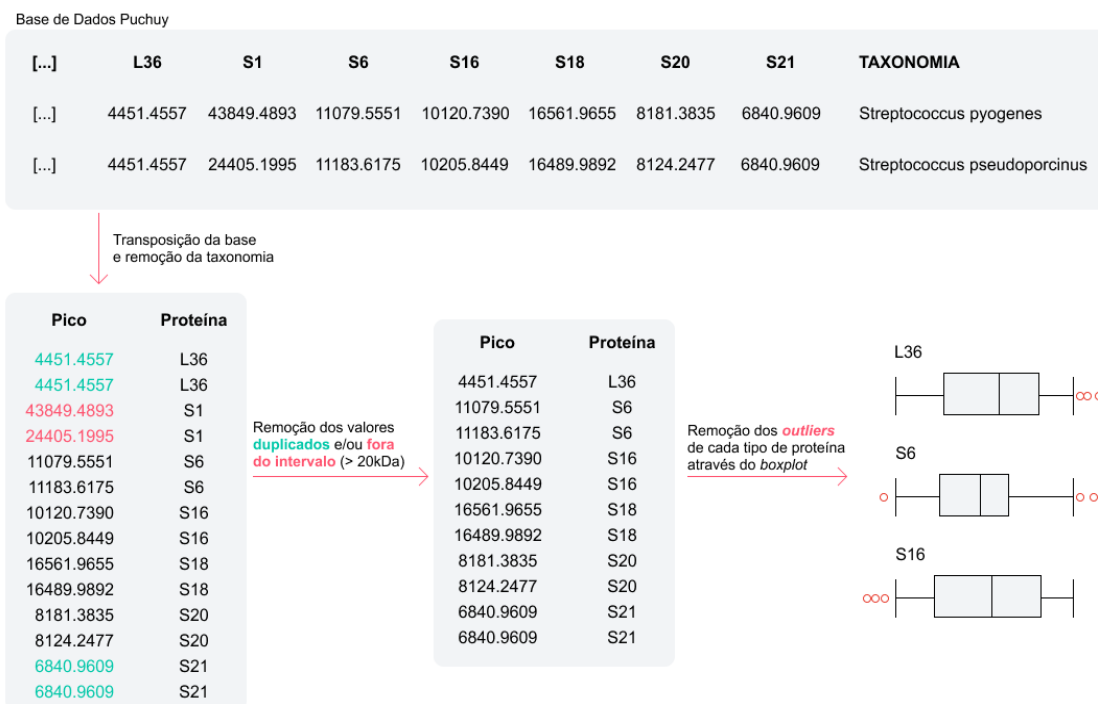 Base de Dados Puchuy
[...] L36 S1 S6 S16 S18 S20 S21 TAXONOMIA
[...] 4451.4557 43849.4893 11079.5551 10120.7390 16561.9655 8181.3835 6840.9609 Streptococcus pyogenes
[...] 4451.4557 24405.1995 11183.6175 10205.8449 16489.9892 8124.2477 6840.9609 Streptococcus pseudoporcinus
Transposição da base
e remoção da taxonomia
Pico Proteína
4451.4557 L36
4451.4557 L36
43849.4893 S1
24405.1995 S1
11079.5551 S6
11183.6175 S6
10120.7390 S16
10205.8449 S16
16561.9655 S18
16489.9892 S18
8181.3835 S20
8124.2477 S20
6840.9609 S21
6840.9609 S21
Remoção dos valores
duplicados e/ou fora
do intervalo (> 20kDa)
Pico Proteína
4451.4557 L36
11079.5551 S6
11183.6175 S6
10120.7390 S16
10205.8449 S16
16561.9655 S18
16489.9892 S18
8181.3835 S20
8124.2477 S20
6840.9609 S21
6840.9609 S21
Remoção dos outliers
de cada tipo de proteína
através do boxplot
L36
S6
S16